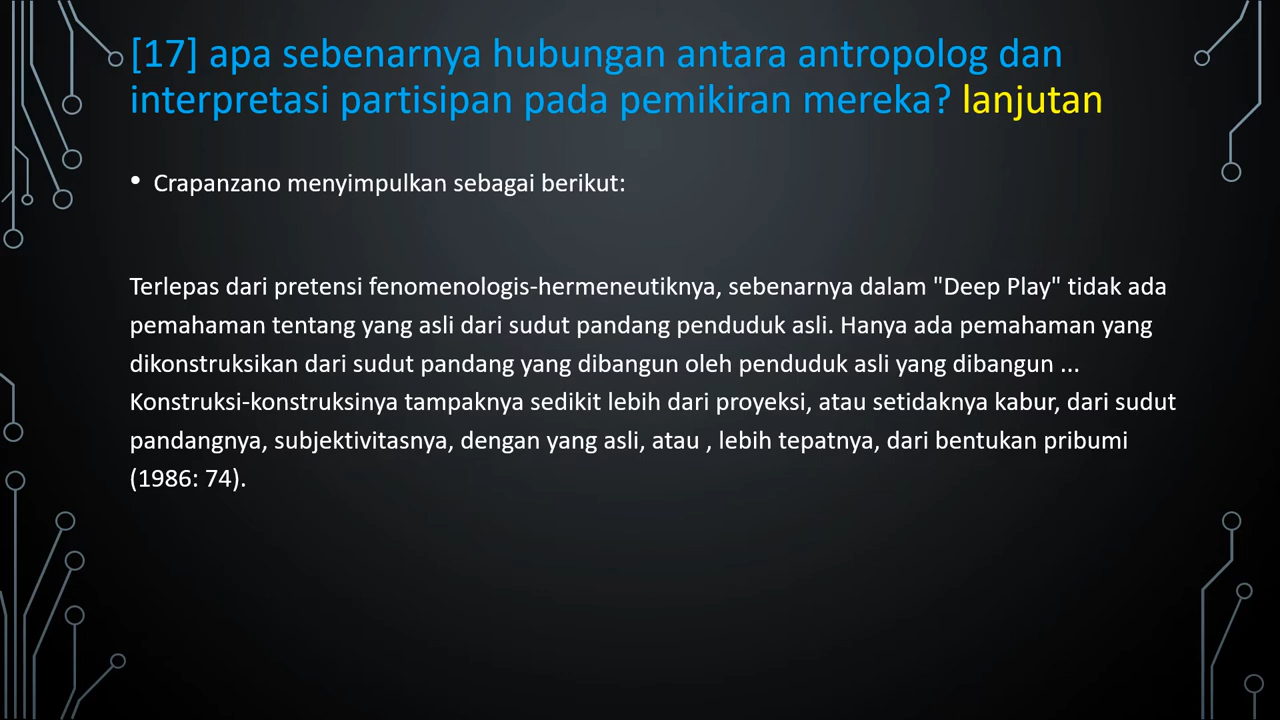 [17] apa sebenarnya hubungan antara antropolog dan
interpretasi partisipan pada pemikiran mereka? lanjutan
• Crapanzano menyimpulkan sebagai berikut:
Terlepas dari pretensi fenomenologis-hermeneutiknya, sebenarnya dalam "Deep Play" tidak ada
pemahaman tentang yang asli dari sudut pandang penduduk asli. Hanya ada pemahaman yang
dikonstruksikan dari sudut pandang yang dibangun oleh penduduk asli yang dibangun ...
Konstruksi-konstruksinya tampaknya sedikit lebih dari proyeksi, atau setidaknya kabur, dari sudut
pandangnya, subjektivitasnya, dengan yang asli, atau , lebih tepatnya, dari bentukan pribumi
(1986: 74).